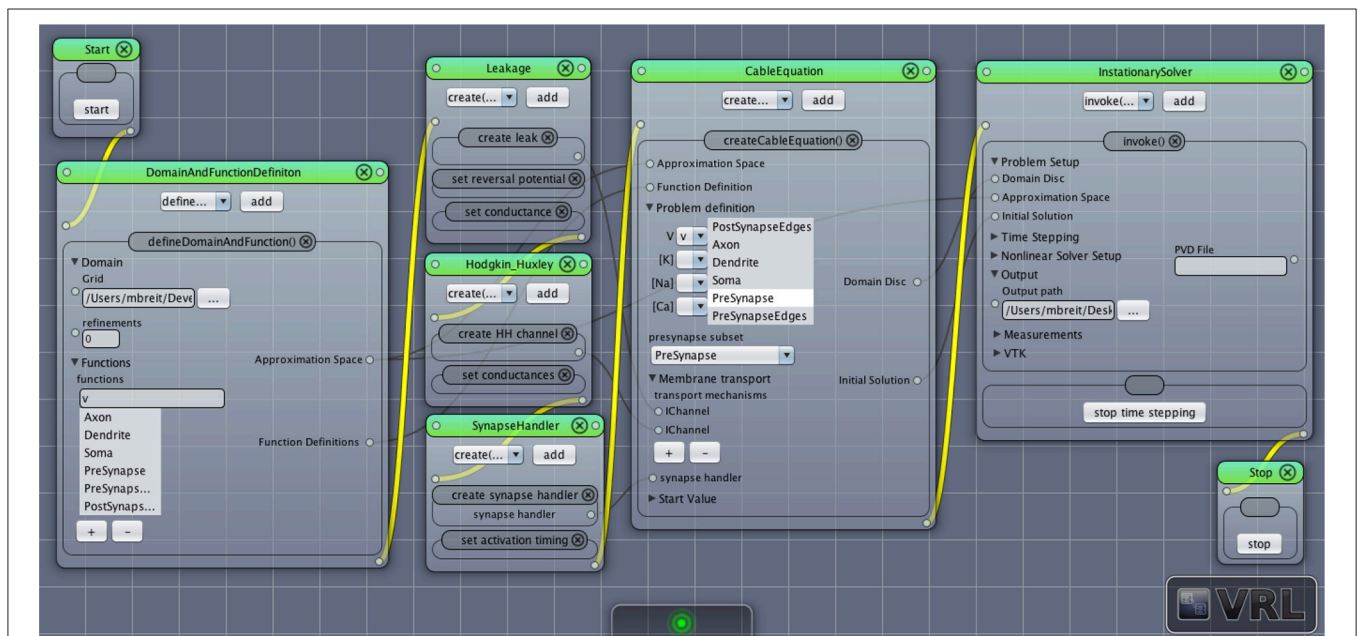 Start
start
DomainAndFunctionDefiniton
define...
add
defineDomainAndFunction()
Domain
Grid
/Users/mbreit/Deve
...
refinements
0
Approximation Space
Functions
functions
v
Axon
Dendrite
Soma
PreSynapse
PreSynaps...
PostSynaps...
Function Definitions
+ -
Leakage
create(...
add
create leak
set reversal potential
set conductance
Hodgkin_Huxley
create(...
add
create HH channel
set conductances
SynapseHandler
create(...
add
create synapse handler
synapse handler
set activation timing
CableEquation
create...
add
createCableEquation()
Approximation Space
Function Definition
Problem definition
V v
[K]
[Na]
[Ca]
PostSynapseEdges
Axon
Dendrite
Soma
PreSynapse
PreSynapseEdges
Domain Disc
presynapse subset
PreSynapse
Membrane transport
transport mechanisms
IChannel
IChannel
+ -
Initial Solution
synapse handler
Start Value
InstationarySolver
invoke(...
add
invoke()
Problem Setup
Domain Disc
Approximation Space
Initial Solution
Time Stepping
Nonlinear Solver Setup
PVD File
Output
Output path
/Users/mbreit/Desk
...
Measurements
VTK
stop time stepping
Stop
stop
VRL